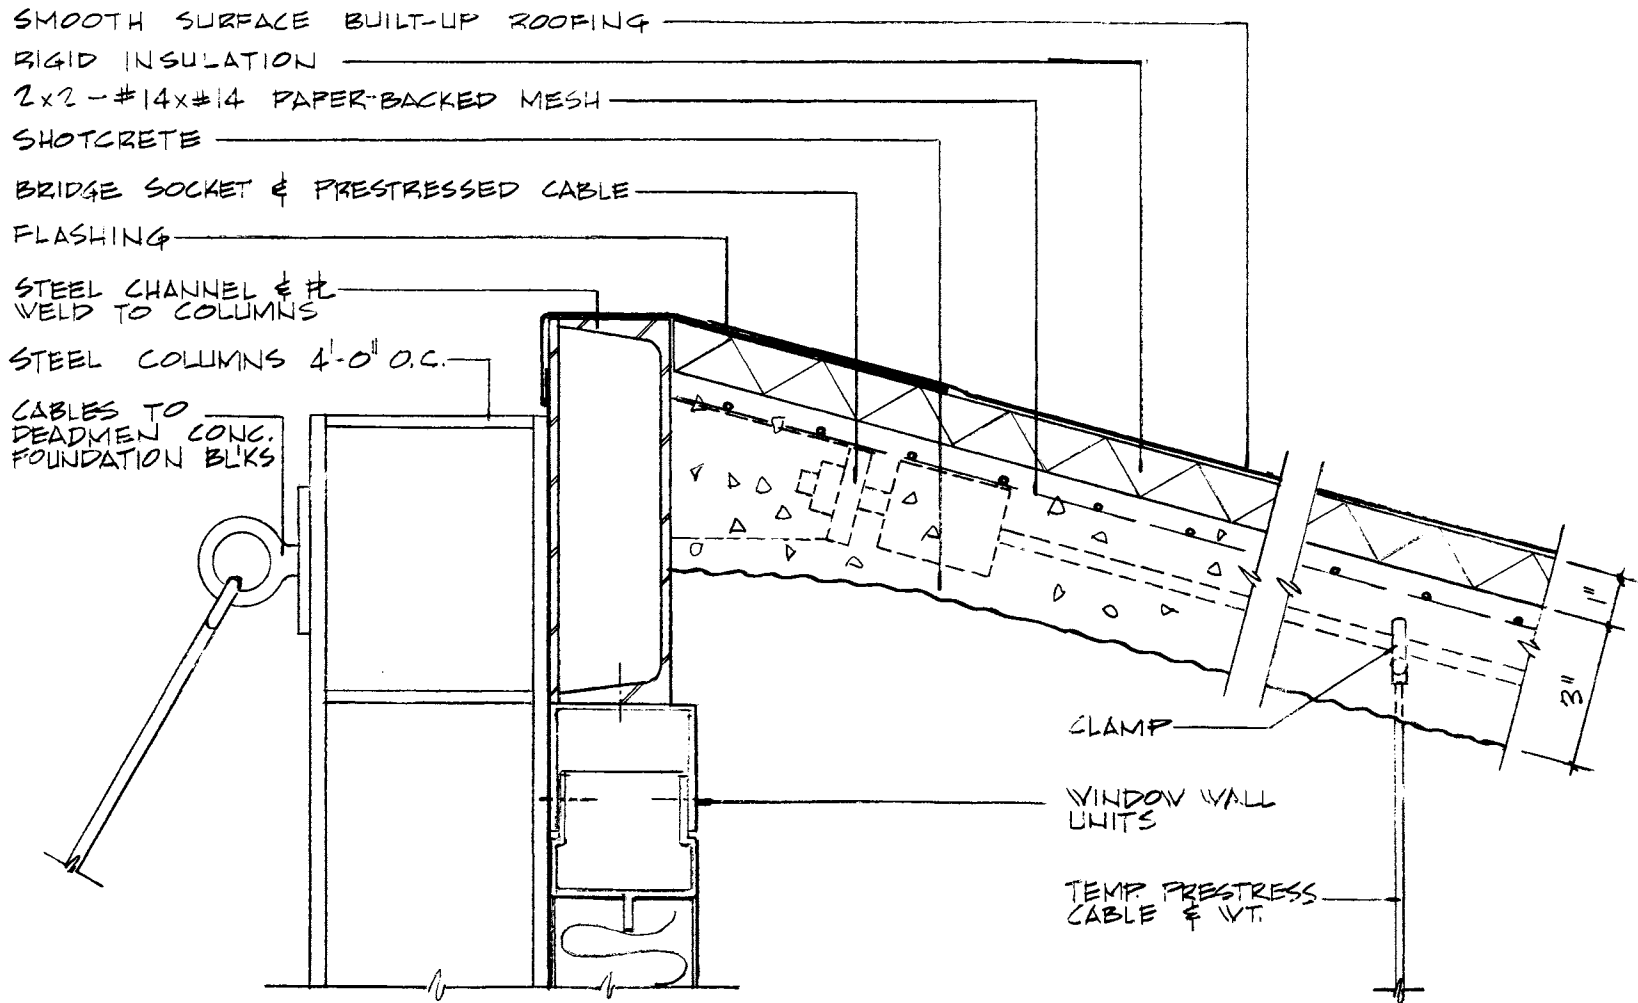 SMOOTH SURFACE BUILT-UP ROOFING
RIGID INSULATION
2x2-#14x#14 PAPER-BACKED MESH
SHOTCRETE
BRIDGE SOCKET & PRESTRESSED CABLE
FLASHING
STEEL CHANNEL & ℄
WELD TO COLUMNS
STEEL COLUMNS 4'-0" O.C.
CABLES TO
DEADMEN CONC.
FOUNDATION BLKS
1"
3"
CLAMP
WINDOW WALL
UNITS
TEMP. PRESTRESS
CABLE & WT.